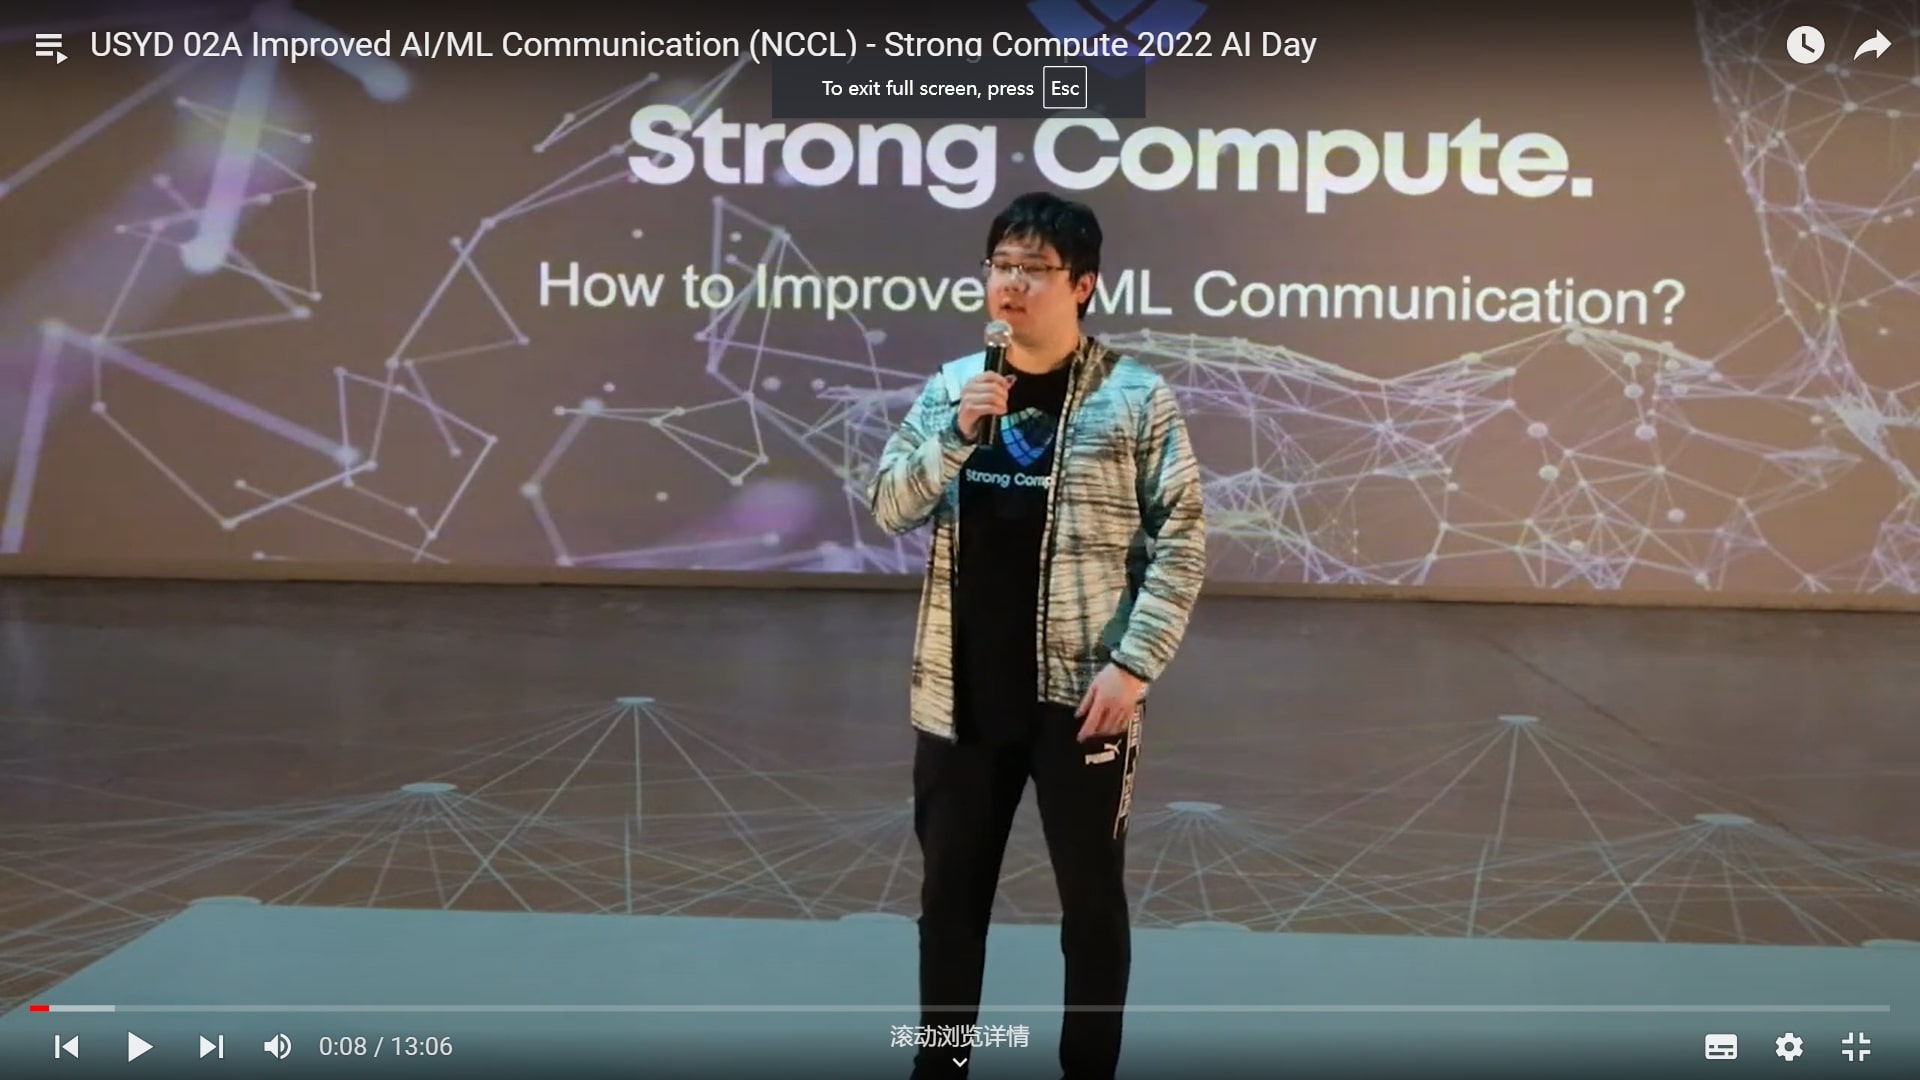 USYD 02A Improved AI/ML Communication (NCCL) - Strong Compute 2022 AI Day
To exit full screen, press Esc
Strong Compute.
How to Improve ML Communication?
Strong Comp
PUMA
0:08 / 13:06
滚动浏览详情